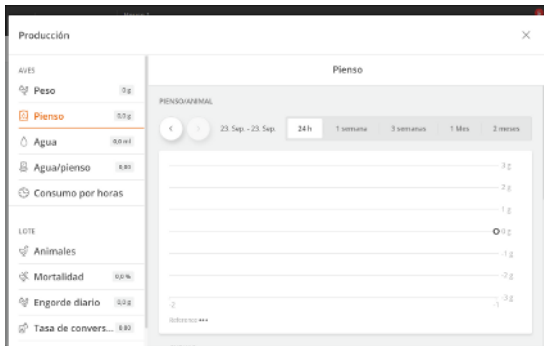 Producción
AVES
Peso
0 g
Pienso
0,0 g
Agua
0,0 ml
Agua/pienso
0,00
Consumo por horas
LOTE
Animales
Mortalidad
0,0 %
Engorde diario
0,0 g
Tasa de convers...
0,00
Pienso
PIENSO/ANIMAL
23. Sep. - 23. Sep.
24 h
1 semana
3 semanas
1 Mes
2 meses
3 g
2 g
1 g
0 g
-1 g
-2 g
-3 g
-2
-1
Reference